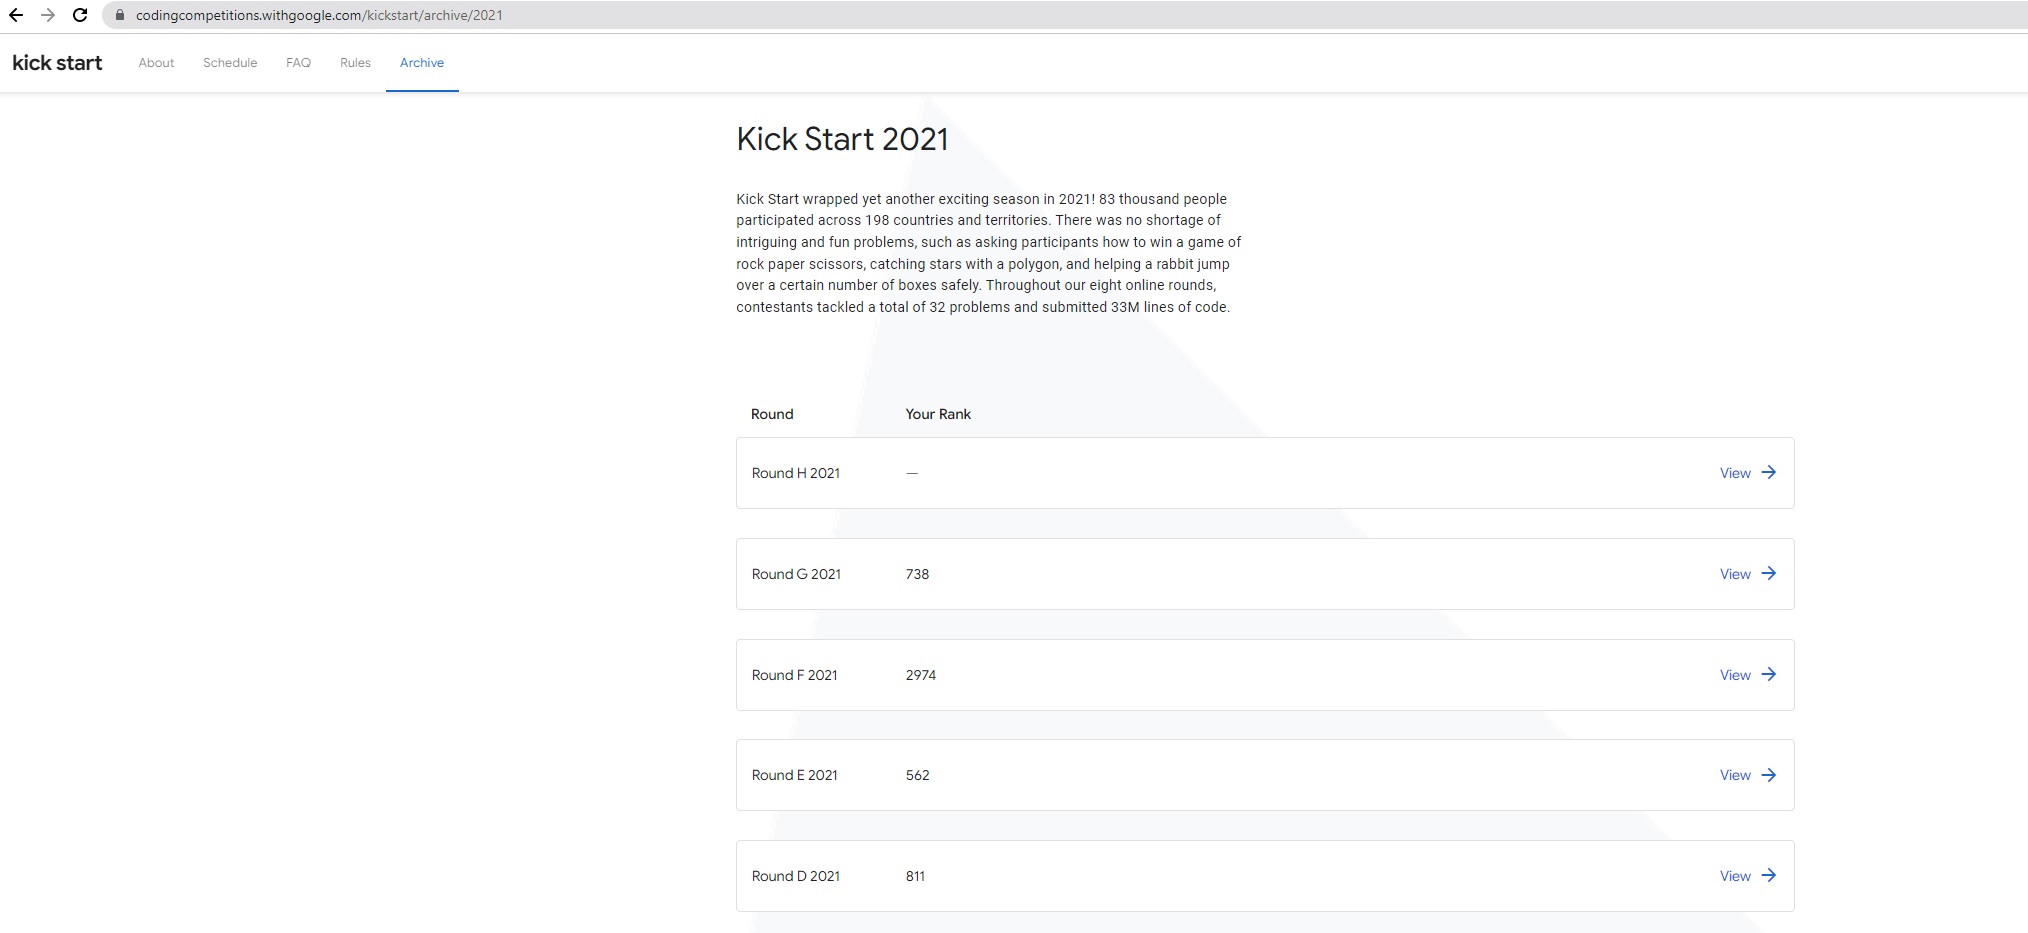 codingcompetitions.withgoogle.com/kickstart/archive/2021
kick start About Schedule FAQ Rules Archive
Kick Start 2021
Kick Start wrapped yet another exciting season in 2021! 83 thousand people
participated across 198 countries and territories. There was no shortage of
intriguing and fun problems, such as asking participants how to win a game of
rock paper scissors, catching stars with a polygon, and helping a rabbit jump
over a certain number of boxes safely. Throughout our eight online rounds,
contestants tackled a total of 32 problems and submitted 33M lines of code.
Round Your Rank
Round H 2021 — View
Round G 2021 738 View
Round F 2021 2974 View
Round E 2021 562 View
Round D 2021 811 View